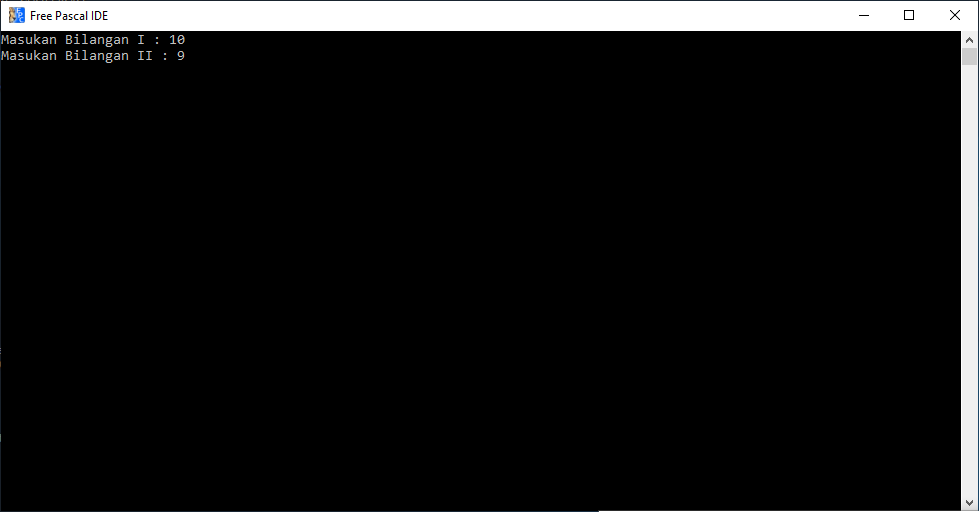 Free Pascal IDE
Masukan Bilangan I : 10
Masukan Bilangan II : 9